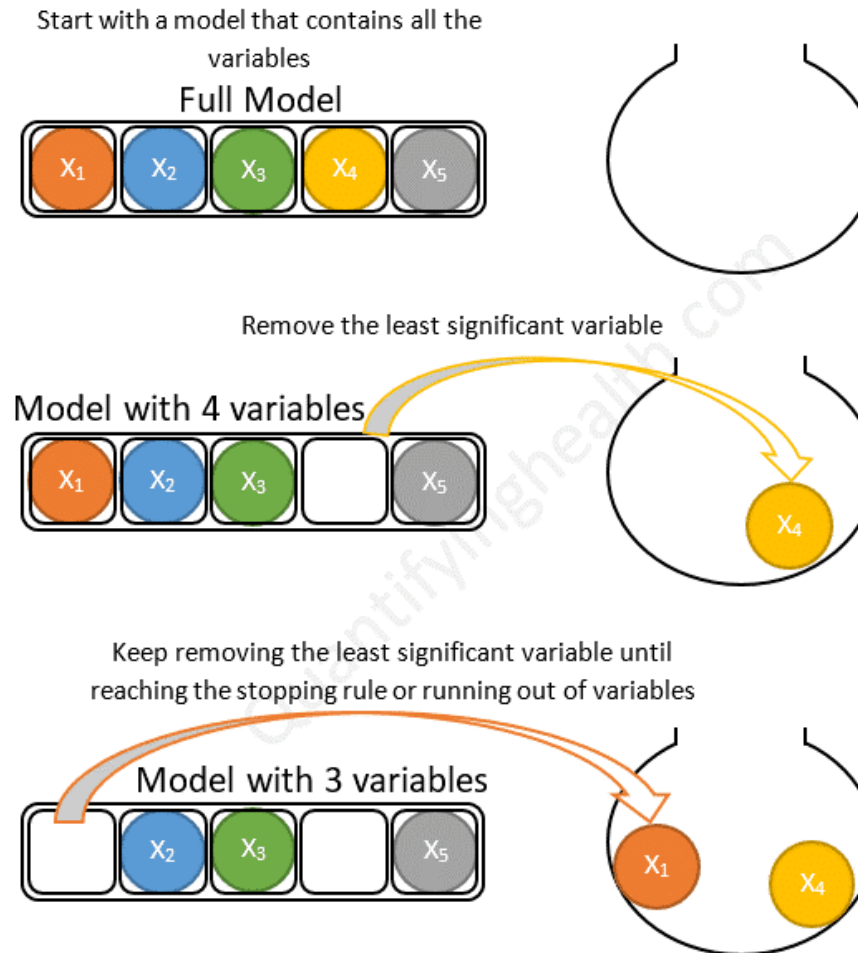 Start with a model that contains all the
variables
Full Model
X₁ X₂ X₃ X₄ X₅
Remove the least significant variable
Model with 4 variables
X₁ X₂ X₃ X₅
X₄
Keep removing the least significant variable until
reaching the stopping rule or running out of variables
Model with 3 variables
X₂ X₃ X₅
X₁ X₄
Quantifyinghealth.com